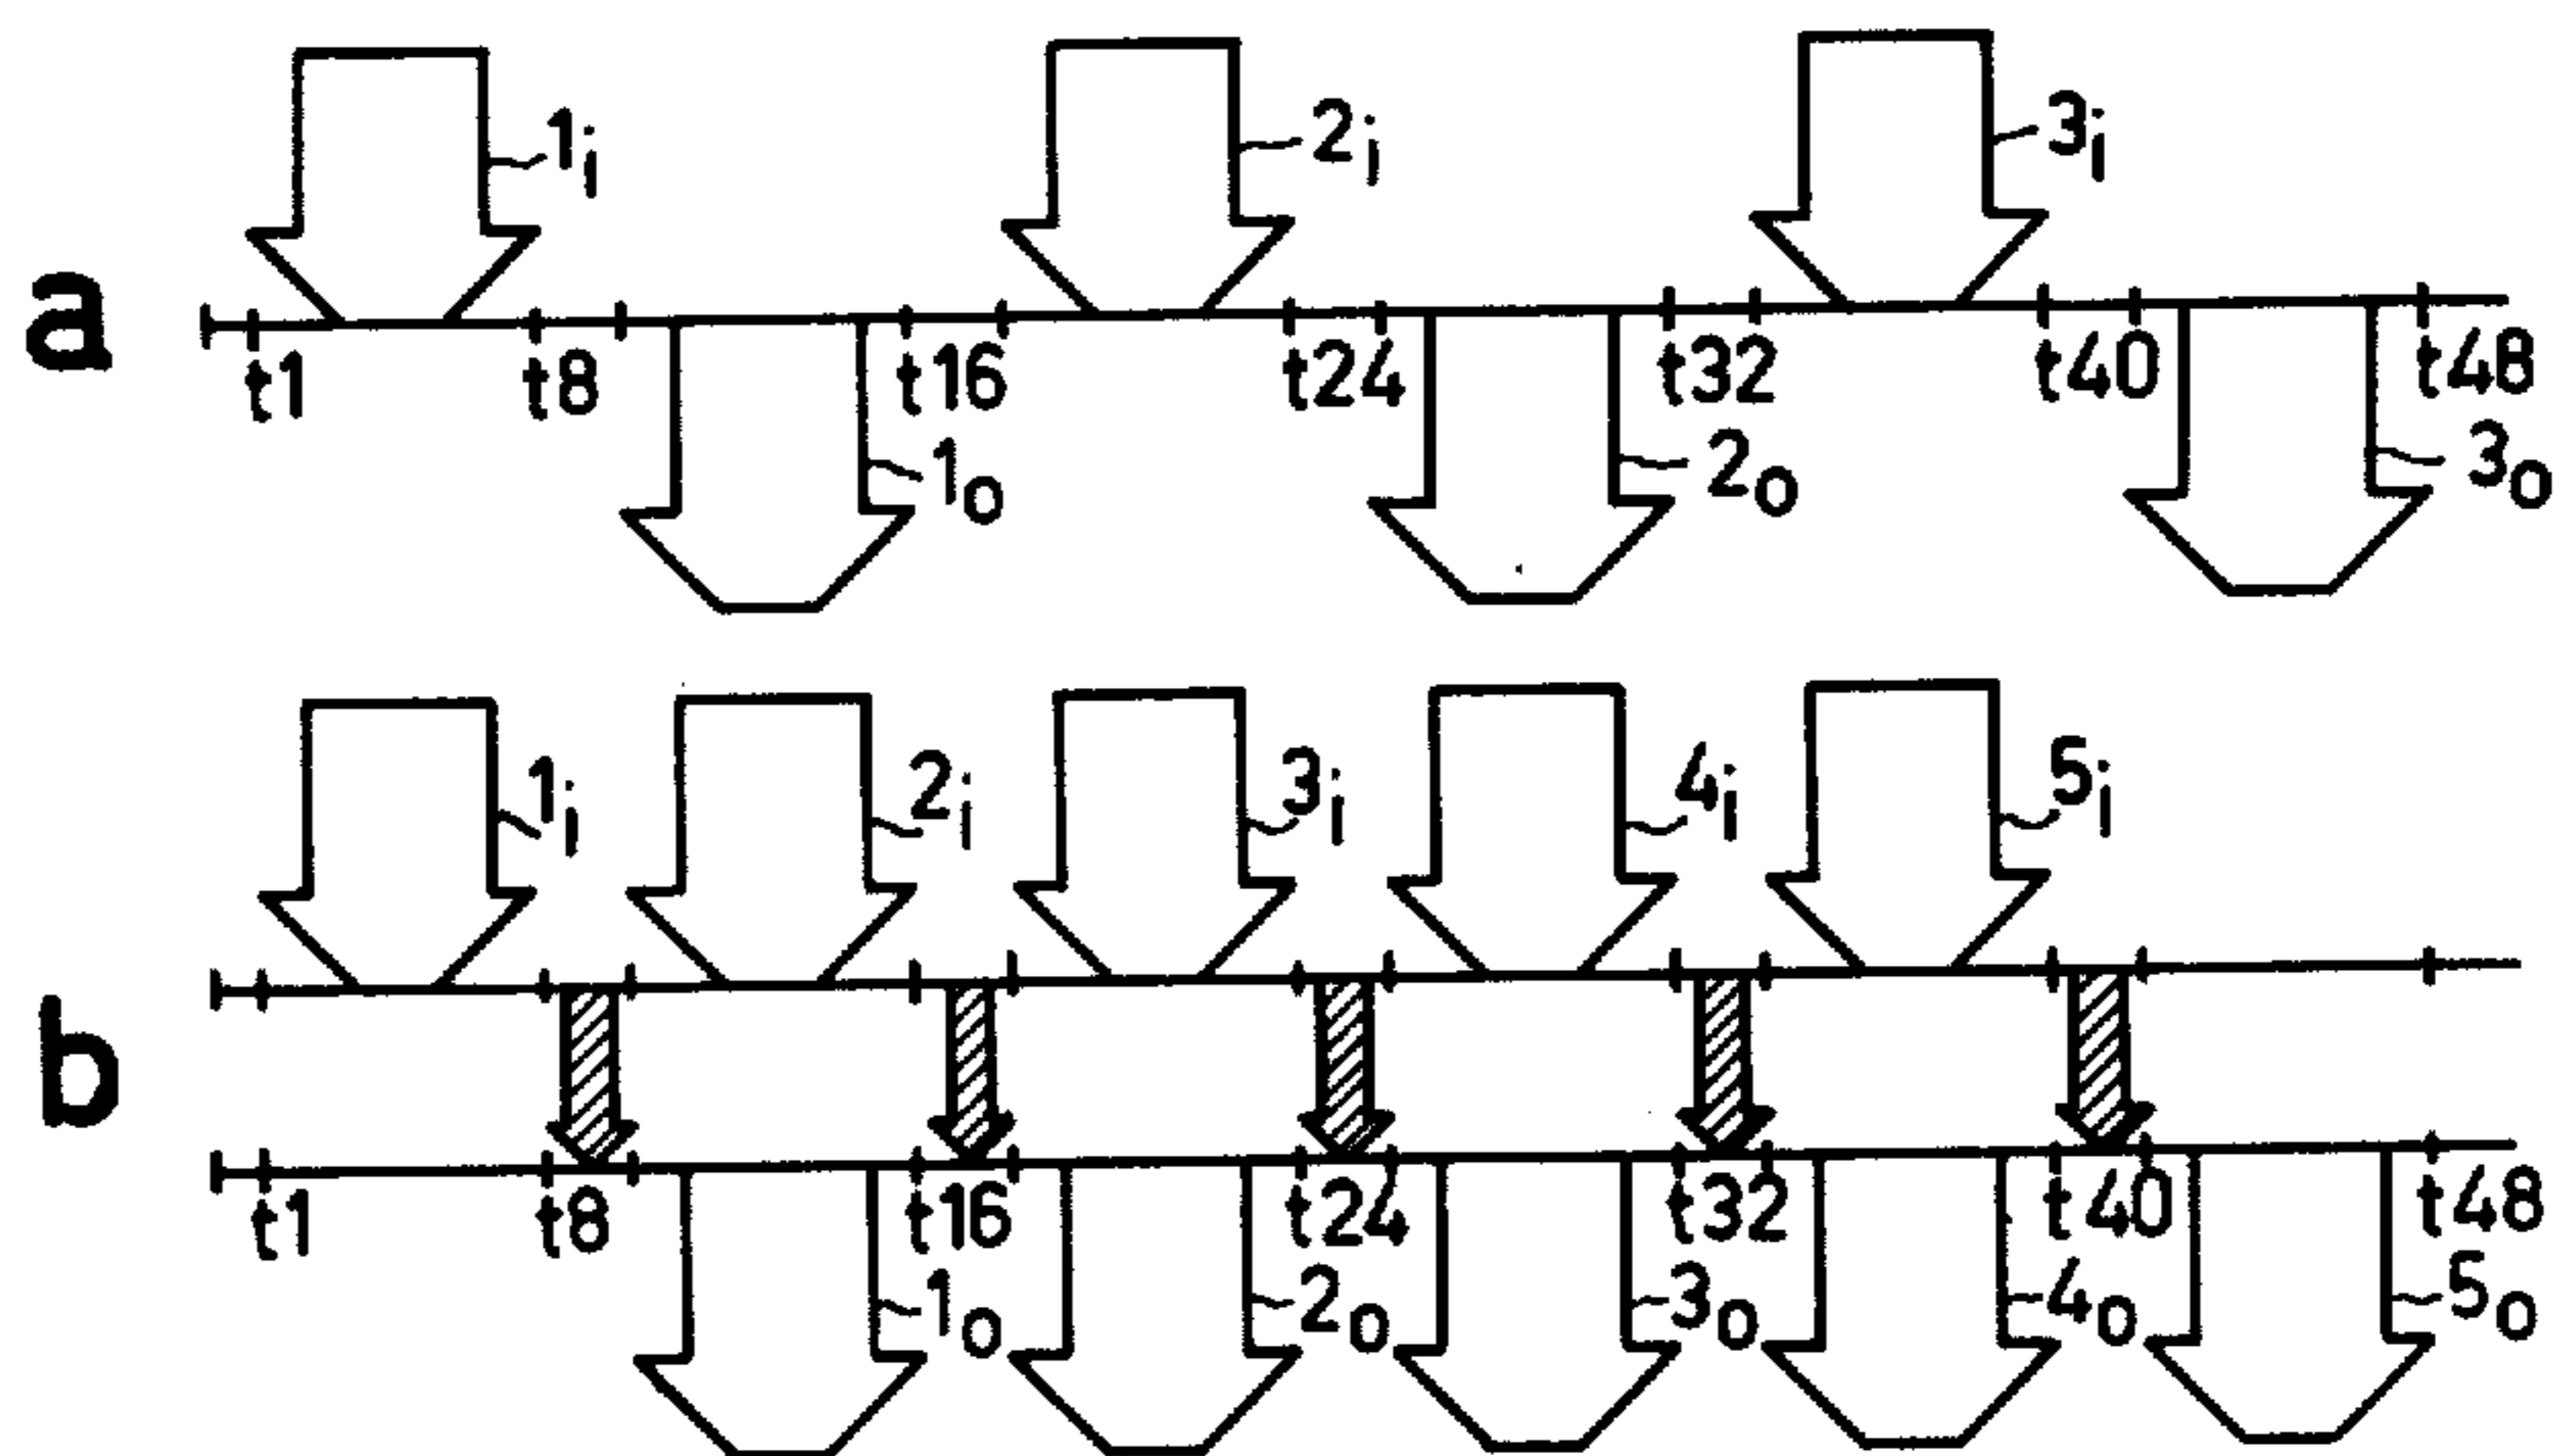 1i 2i 3i
a
t1 t8 t16 t24 t32 t40 t48
1o 2o 3o
1i 2i 3i 4i 5i
b
t1 t8 t16 t24 t32 t40 t48
1o 2o 3o 4o 5o